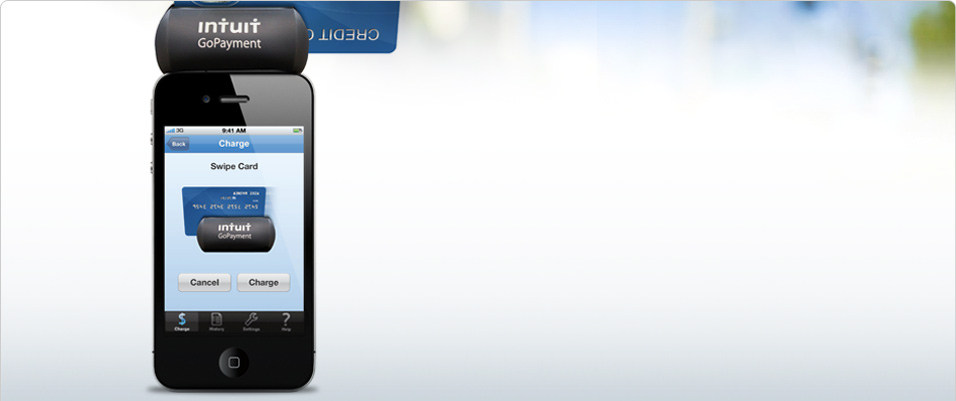 intuit
GoPayment
CREDIT C
3G
9:41 AM
Back
Charge
Swipe Card
intuit
GoPayment
Cancel
Charge
$
Charge
History
Settings
?
Help